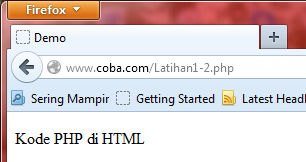 Firefox
Demo
www.coba.com/Latihan1-2.php
Sering Mampir Getting Started Latest Headl
Kode PHP di HTML